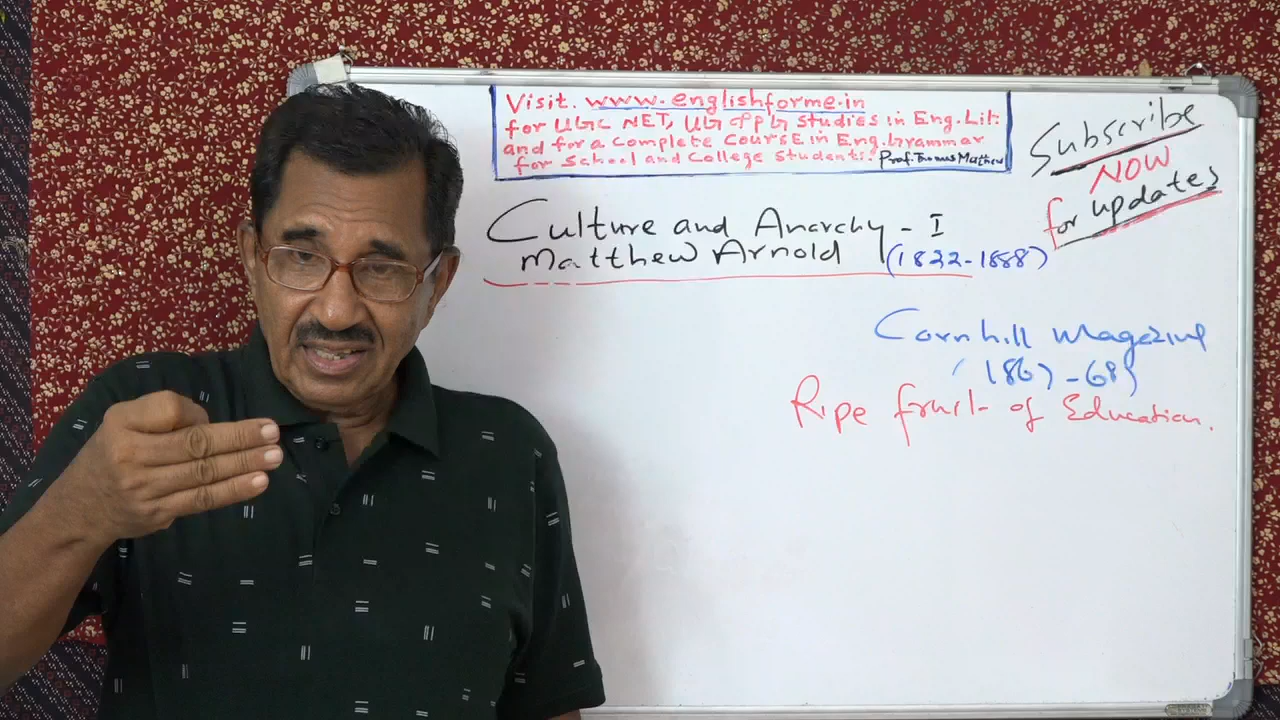 Visit. www.englishforme.in
for UGC NET, UG & PG Studies in Eng.Lit
and for a Complete Course in Eng.Grammar
for School and College Students. Prof.Thomas Mathew
Subscribe
NOW
for updates
Culture and Anarchy - I
Matthew Arnold (1822-1888)
Cornhill Magazine
(1867-68)
Ripe fruit of Education.